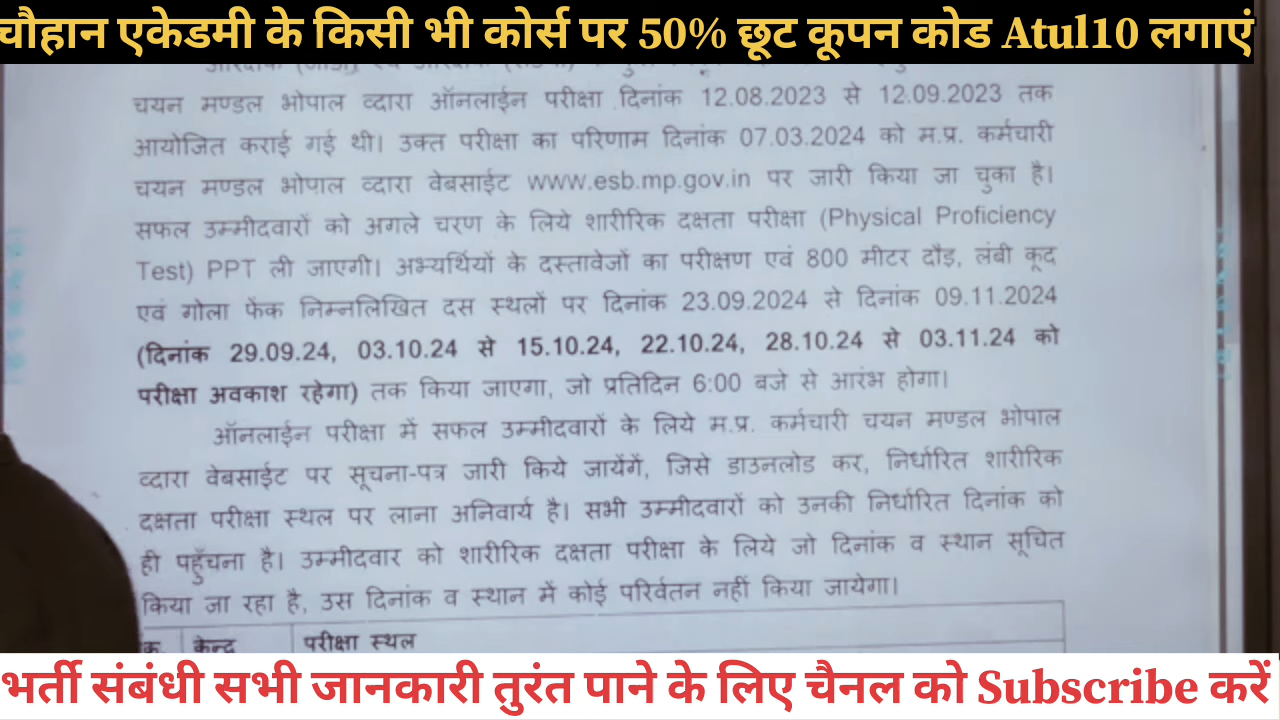 चौहान एकेडमी के किसी भी कोर्स पर 50% छूट कूपन कोड Atul10 लगाएं
चयन मण्डल भोपाल व्दारा ऑनलाईन परीक्षा दिनांक 12.08.2023 से 12.09.2023 तक
आयोजित कराई गई थी। उक्त परीक्षा का परिणाम दिनांक 07.03.2024 को म.प्र. कर्मचारी
चयन मण्डल भोपाल व्दारा वेबसाईट www.esb.mp.gov.in पर जारी किया जा चुका है।
सफल उम्मीदवारों को अगले चरण के लिये शारीरिक दक्षता परीक्षा (Physical Proficiency
Test) PPT ली जाएगी। अभ्यर्थियों के दस्तावेजों का परीक्षण एवं 800 मीटर दौड़, लंबी कूद
एवं गोला फेक निम्नलिखित दस स्थलों पर दिनांक 23.09.2024 से दिनांक 09.11.2024
(दिनांक 29.09.24, 03.10.24 से 15.10.24, 22.10.24, 28.10.24 से 03.11.24 को
परीक्षा अवकाश रहेगा) तक किया जाएगा, जो प्रतिदिन 6:00 बजे से आरंभ होगा।
ऑनलाईन परीक्षा में सफल उम्मीदवारों के लिये म.प्र. कर्मचारी चयन मण्डल भोपाल
व्दारा वेबसाईट पर सूचना-पत्र जारी किये जायेंगें, जिसे डाउनलोड कर, निर्धारित शारीरिक
दक्षता परीक्षा स्थल पर लाना अनिवार्य है। सभी उम्मीदवारों को उनकी निर्धारित दिनांक को
ही पहुँचना है। उम्मीदवार को शारीरिक दक्षता परीक्षा के लिये जो दिनांक व स्थान सूचित
किया जा रहा है, उस दिनांक व स्थान में कोई परिर्वतन नहीं किया जायेगा।
केन्द्र परीक्षा स्थल
भर्ती संबंधी सभी जानकारी तुरंत पाने के लिए चैनल को Subscribe करें